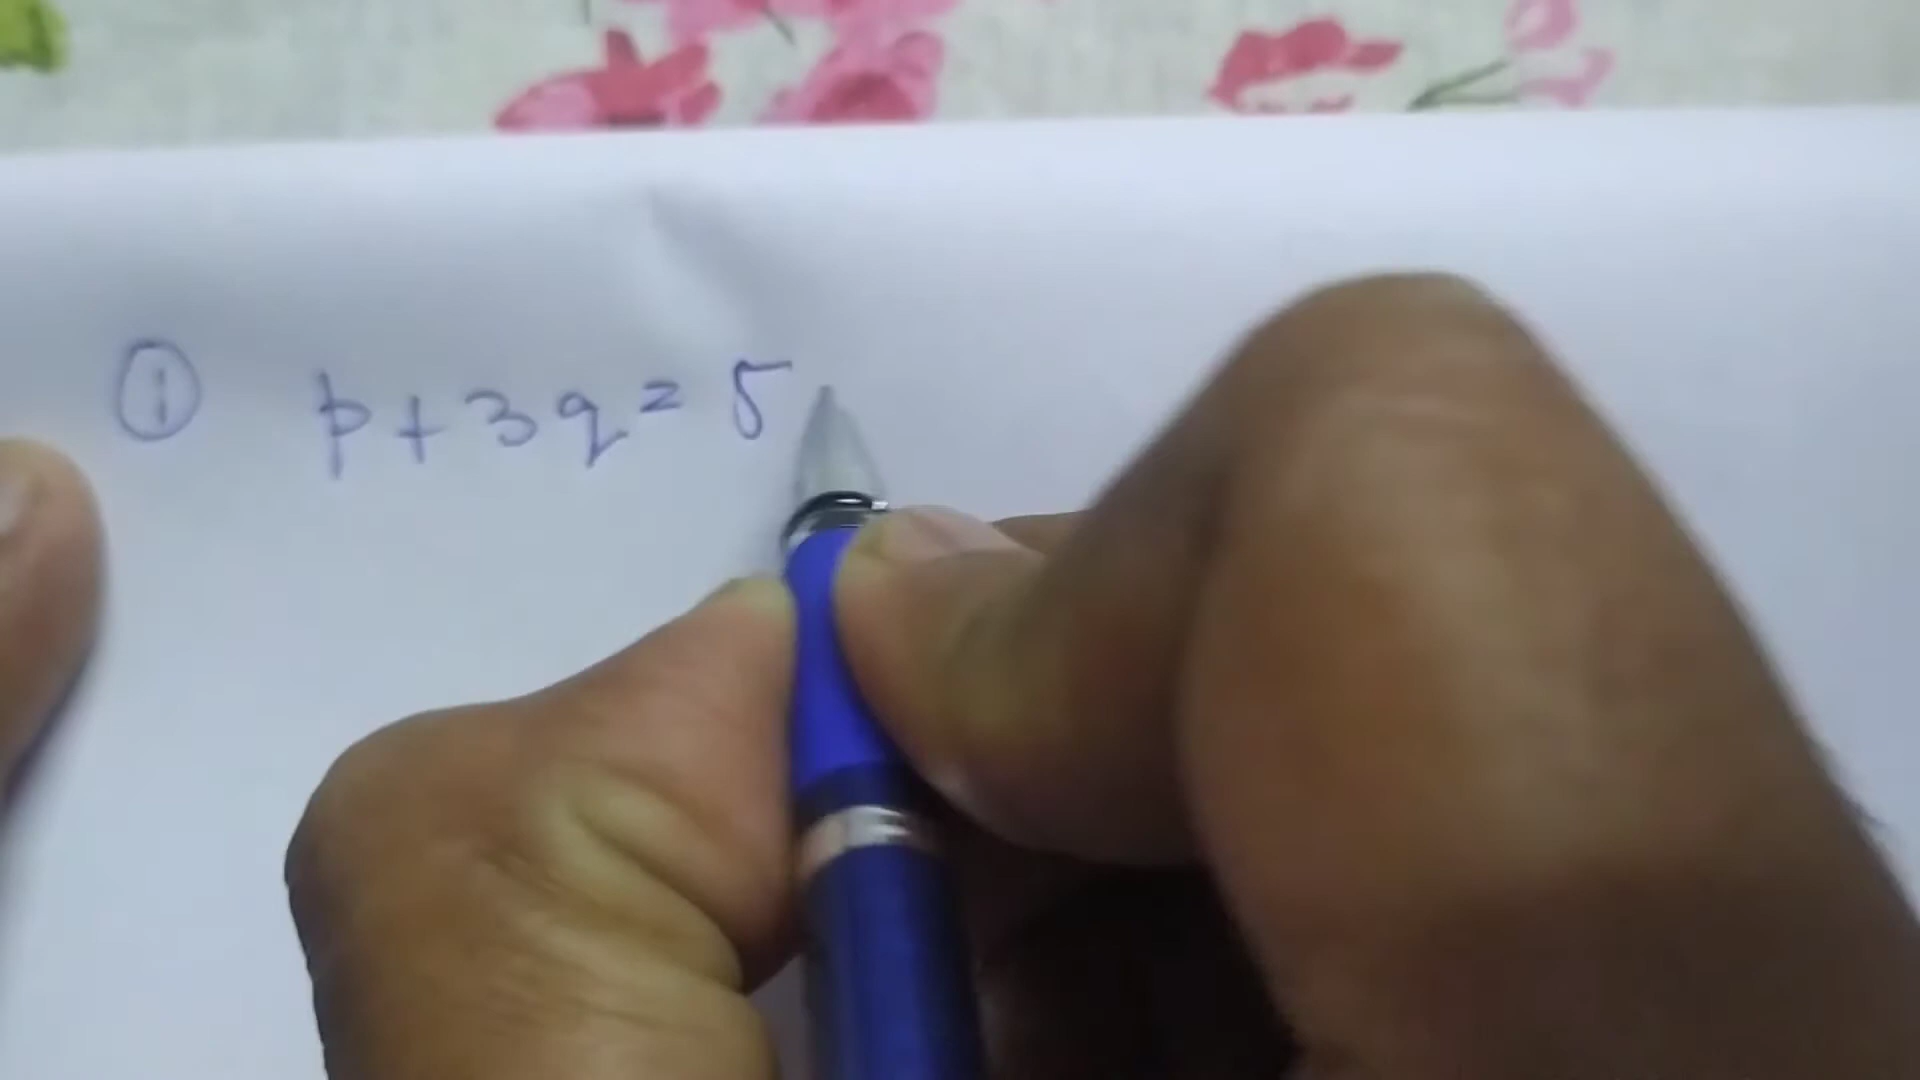 ① p + 3q = 5